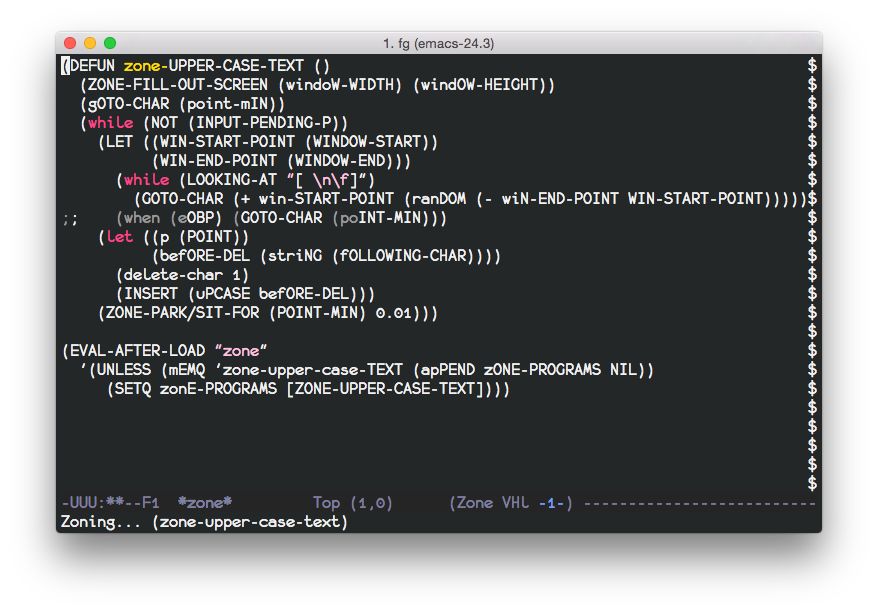 1. fg (emacs-24.3)
(DEFUN zone-UPPER-CASE-TEXT () $
  (ZONE-FILL-OUT-SCREEN (windoW-WIDTH) (windOW-HEIGHT)) $
  (gOTO-CHAR (point-mIN)) $
  (while (NOT (INPUT-PENDING-P)) $
    (LET ((WIN-START-POINT (WINDOW-START)) $
          (WIN-END-POINT (WINDOW-END))) $
      (while (LOOKING-AT "[ \n\f]") $
        (GOTO-CHAR (+ win-START-POINT (ranDOM (- wiN-END-POINT WIN-START-POINT)))))$
;;    (when (eOBP) (GOTO-CHAR (poINT-MIN))) $
    (let ((p (POINT)) $
          (befORE-DEL (striNG (fOLLOWING-CHAR)))) $
      (delete-char 1) $
      (INSERT (uPCASE befORE-DEL))) $
    (ZONE-PARK/SIT-FOR (POINT-MIN) 0.01))) $
$
(EVAL-AFTER-LOAD "zone" $
  '(UNLESS (mEMQ 'zone-upper-case-TEXT (apPEND zONE-PROGRAMS NIL)) $
     (SETQ zonE-PROGRAMS [ZONE-UPPER-CASE-TEXT]))) $
$
$
$
$
$
-UUU:**--F1  *zone*         Top (1,0)      (Zone VHl -1-) --------------------------
Zoning... (zone-upper-case-text)